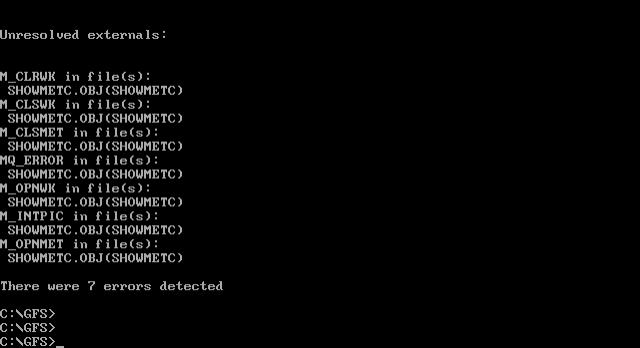 Unresolved externals:
M_CLRWK in file(s):
SHOWMETC.OBJ(SHOWMETC)
M_CLSWK in file(s):
SHOWMETC.OBJ(SHOWMETC)
M_CLSMET in file(s):
SHOWMETC.OBJ(SHOWMETC)
MQ_ERROR in file(s):
SHOWMETC.OBJ(SHOWMETC)
M_OPNWK in file(s):
SHOWMETC.OBJ(SHOWMETC)
M_INTPIC in file(s):
SHOWMETC.OBJ(SHOWMETC)
M_OPNMET in file(s):
SHOWMETC.OBJ(SHOWMETC)
There were 7 errors detected
C:\GFS>
C:\GFS>
C:\GFS>_